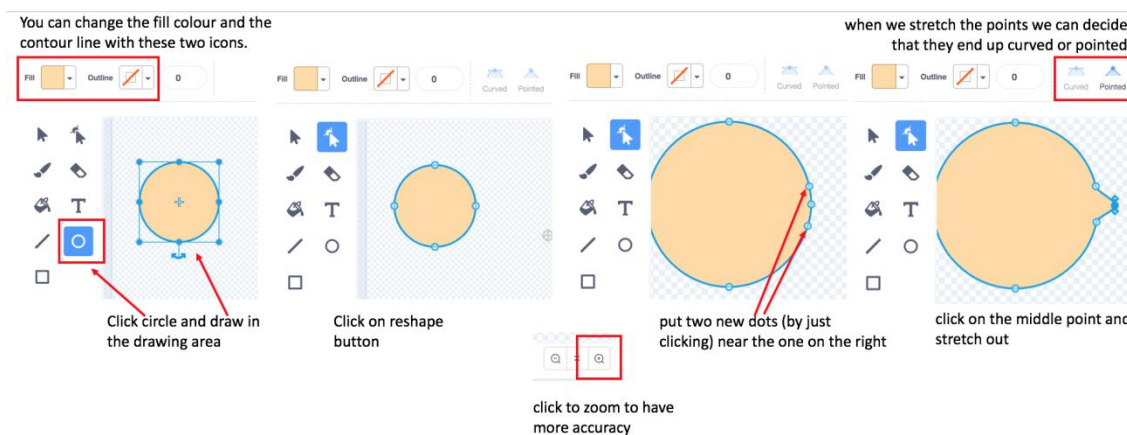 You can change the fill colour and the
contour line with these two icons.
when we stretch the points we can decide
that they end up curved or pointed
Fill Outline 0
Fill Outline 0 Curved Pointed
Fill Outline 0 Curved Pointed
Fill Outline 0 Curved Pointed
T
T
T
T
Click circle and draw in
the drawing area
Click on reshape
button
put two new dots (by just
clicking) near the one on the right
click on the middle point and
stretch out
=
click to zoom to have
more accuracy